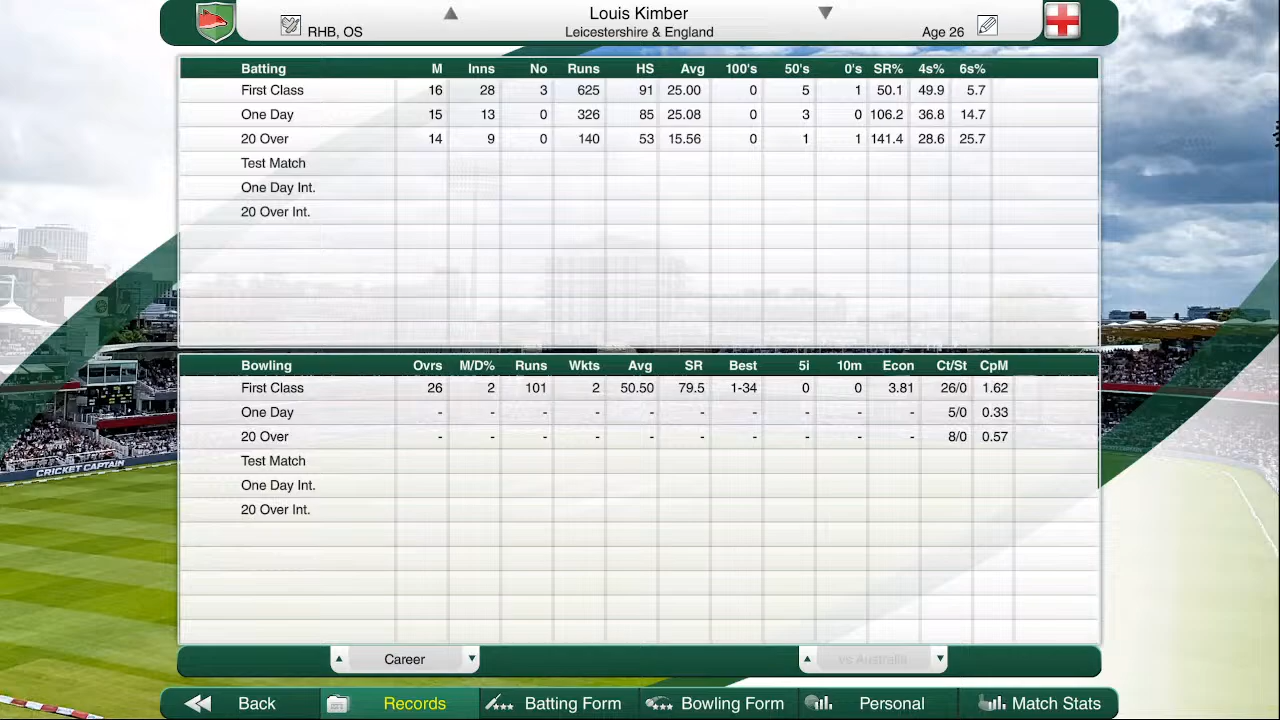 Louis Kimber
RHB, OS Leicestershire & England Age 26
Batting M Inns No Runs HS Avg 100's 50's 0's SR% 4s% 6s%
First Class 16 28 3 625 91 25.00 0 5 1 50.1 49.9 5.7
One Day 15 13 0 326 85 25.08 0 3 0 106.2 36.8 14.7
20 Over 14 9 0 140 53 15.56 0 1 1 141.4 28.6 25.7
Test Match
One Day Int.
20 Over Int.
Bowling Ovrs M/D% Runs Wkts Avg SR Best 5i 10m Econ Ct/St CpM
First Class 26 2 101 2 50.50 79.5 1-34 0 0 3.81 26/0 1.62
One Day - - - - - - - - - - 5/0 0.33
20 Over - - - - - - - - - - 8/0 0.57
Test Match
One Day Int.
20 Over Int.
CRICKET CAPTAIN
Career vs Australia
Back Records Batting Form Bowling Form Personal Match Stats